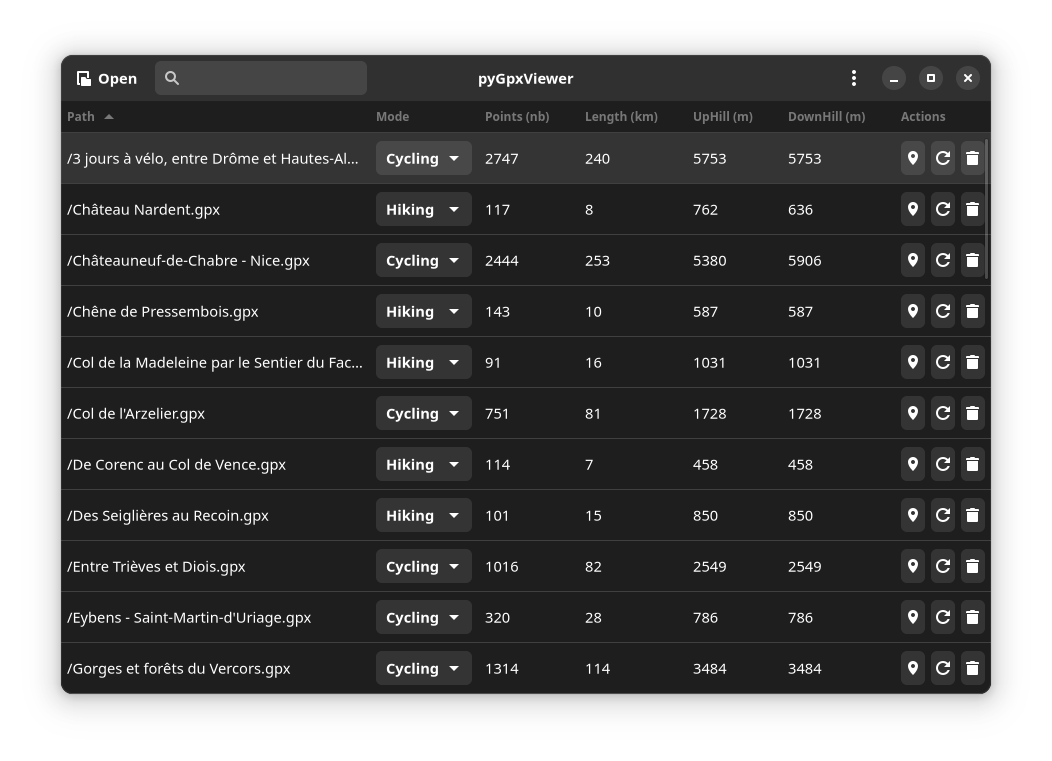 Open pyGpxViewer
Path Mode Points (nb) Length (km) UpHill (m) DownHill (m) Actions
/3 jours à vélo, entre Drôme et Hautes-Al... Cycling 2747 240 5753 5753
/Château Nardent.gpx Hiking 117 8 762 636
/Châteauneuf-de-Chabre - Nice.gpx Cycling 2444 253 5380 5906
/Chêne de Pressembois.gpx Hiking 143 10 587 587
/Col de la Madeleine par le Sentier du Fac... Hiking 91 16 1031 1031
/Col de l'Arzelier.gpx Cycling 751 81 1728 1728
/De Corenc au Col de Vence.gpx Hiking 114 7 458 458
/Des Seiglières au Recoin.gpx Hiking 101 15 850 850
/Entre Trièves et Diois.gpx Cycling 1016 82 2549 2549
/Eybens - Saint-Martin-d'Uriage.gpx Cycling 320 28 786 786
/Gorges et forêts du Vercors.gpx Cycling 1314 114 3484 3484